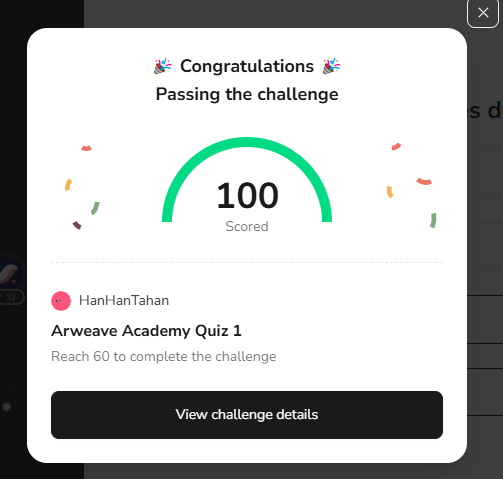 🎉 Congratulations 🎉
Passing the challenge
100
Scored
HanHanTahan
Arweave Academy Quiz 1
Reach 60 to complete the challenge
View challenge details